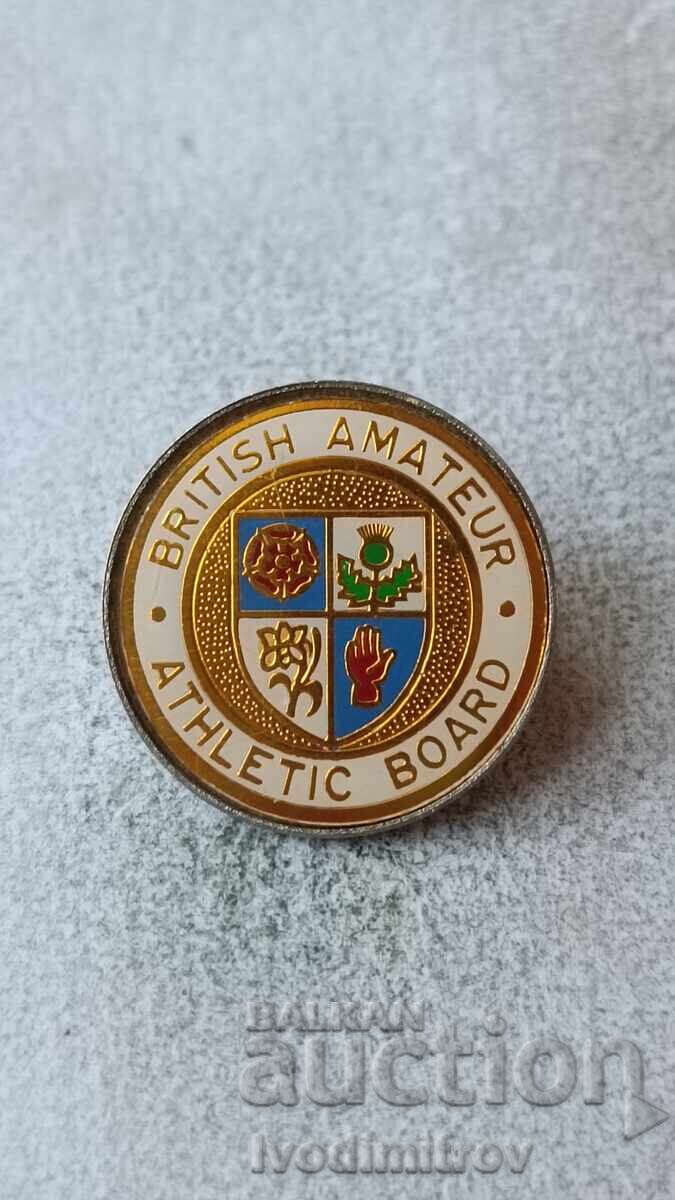 BRITISH AMATEUR
• ATHLETIC BOARD •
BALKAN
auction
Ivodimitrov